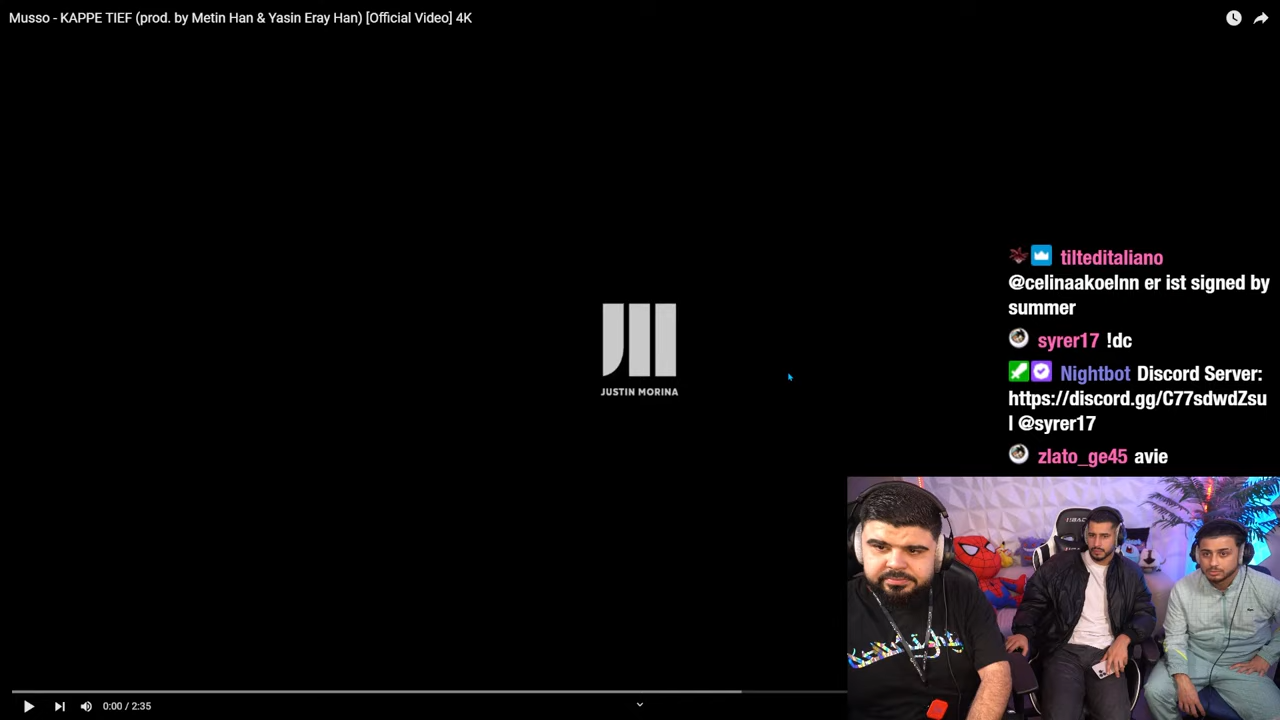 Musso - KAPPE TIEF (prod. by Metin Han & Yasin Eray Han) [Official Video] 4K
JUSTIN MORINA
tilteditaliano
@celinaakoelnn er ist signed by
summer
syrer17 !dc
Nightbot Discord Server:
https://discord.gg/C77sdwdZsu
| @syrer17
zlato_ge45 avie
0:00 / 2:35